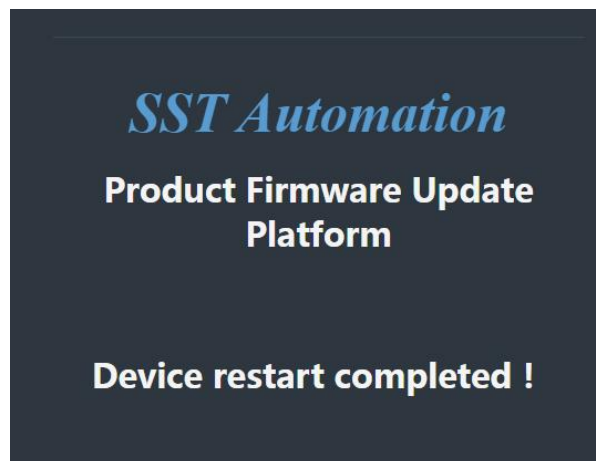 SST Automation
Product Firmware Update
Platform
Device restart completed !